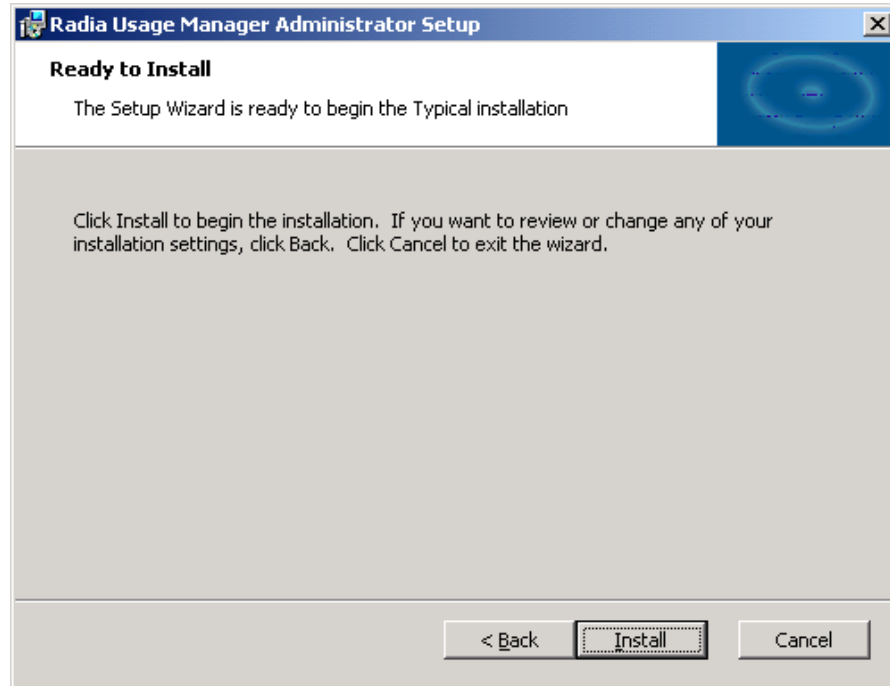 Radia Usage Manager Administrator Setup
Ready to Install
The Setup Wizard is ready to begin the Typical installation
Click Install to begin the installation.  If you want to review or change any of your
installation settings, click Back.  Click Cancel to exit the wizard.
< Back
Install
Cancel